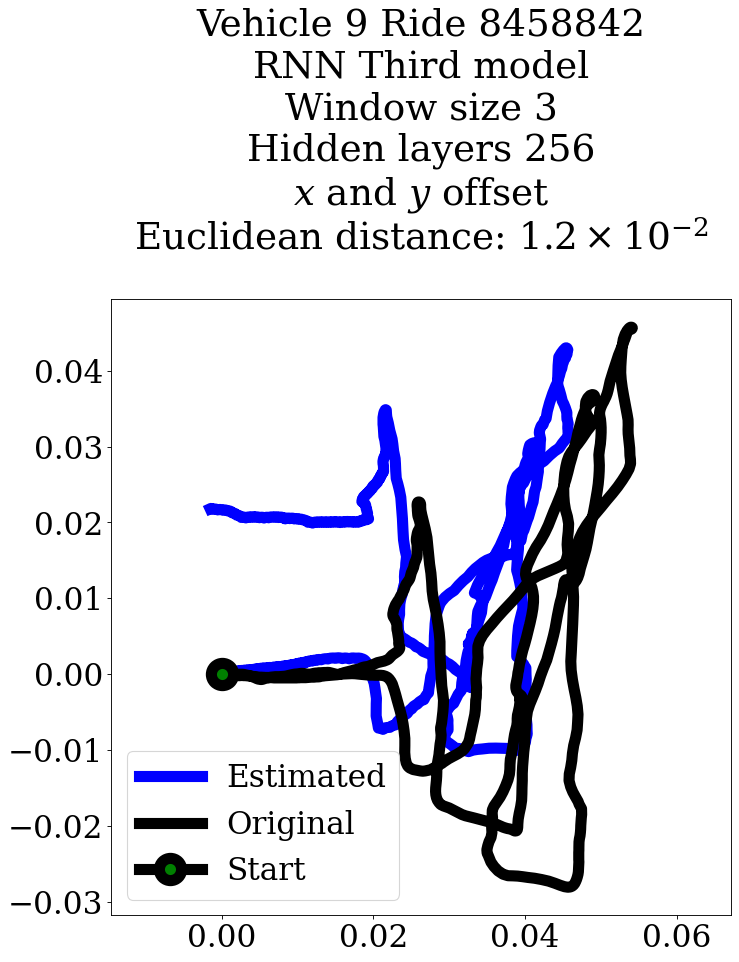 Vehicle 9 Ride 8458842
RNN Third model
Window size 3
Hidden layers 256
x and y offset
Euclidean distance: 1.2 × 10⁻²
0.04
0.03
0.02
0.01
0.00
−0.01
−0.02
−0.03
Estimated
Original
Start
0.00 0.02 0.04 0.06